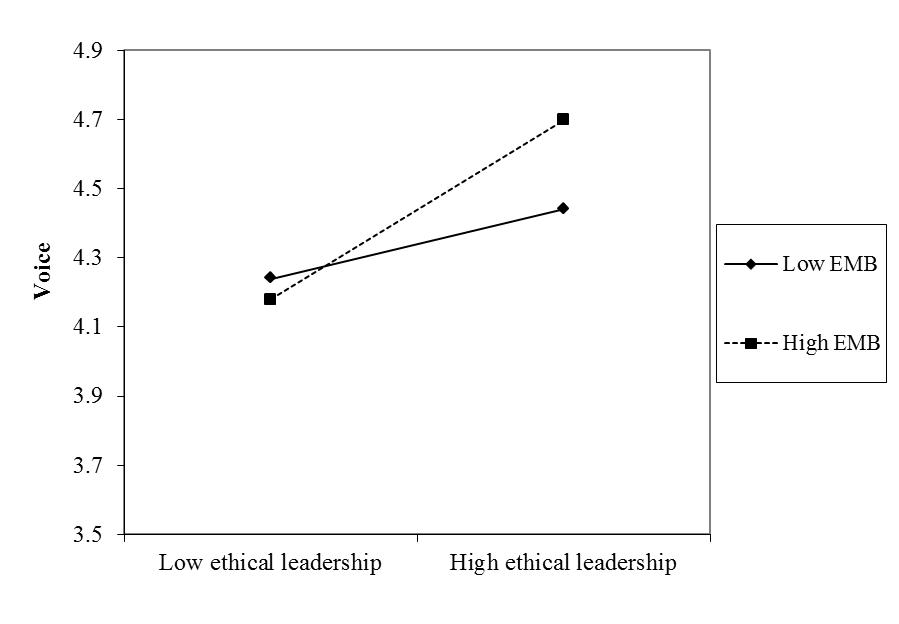 4.9
4.7
4.5
4.3
4.1
3.9
3.7
3.5
Voice
Low ethical leadership
High ethical leadership
Low EMB
High EMB